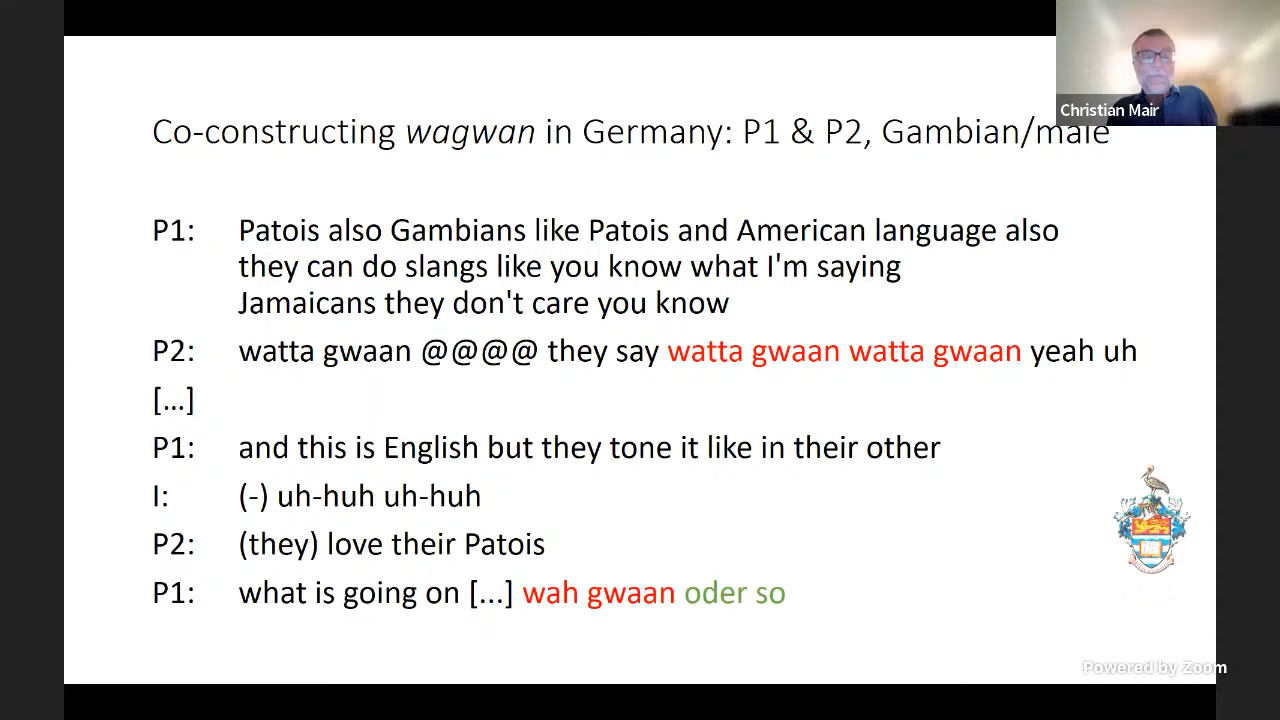 Christian Mair
Co-constructing wagwan in Germany: P1 & P2, Gambian/male
P1: Patois also Gambians like Patois and American language also
they can do slangs like you know what I'm saying
Jamaicans they don't care you know
P2: watta gwaan @@@@ they say watta gwaan watta gwaan yeah uh
[...]
P1: and this is English but they tone it like in their other
I: (-) uh-huh uh-huh
P2: (they) love their Patois
P1: what is going on [...] wah gwaan oder so
Powered by Zoom